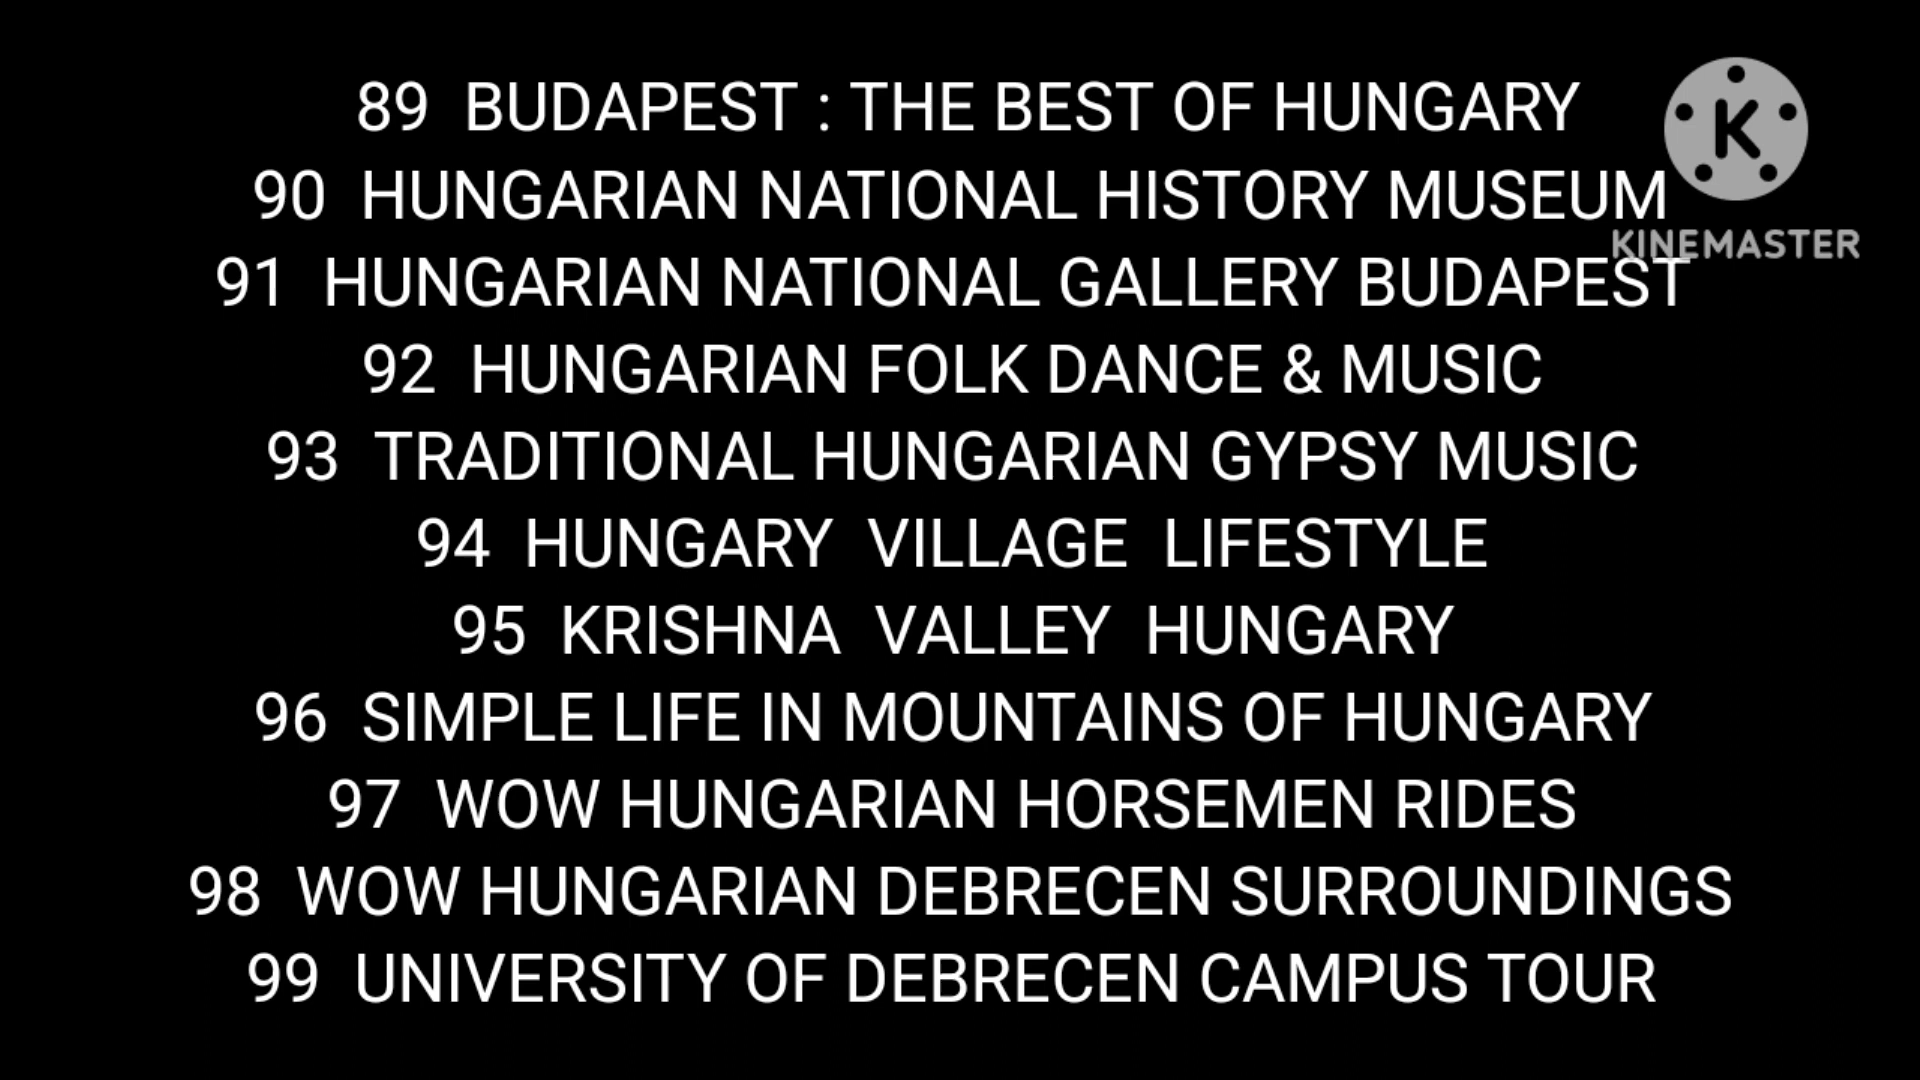 89 BUDAPEST : THE BEST OF HUNGARY
90 HUNGARIAN NATIONAL HISTORY MUSEUM
K
KINEMASTER
91 HUNGARIAN NATIONAL GALLERY BUDAPEST
92 HUNGARIAN FOLK DANCE & MUSIC
93 TRADITIONAL HUNGARIAN GYPSY MUSIC
94 HUNGARY VILLAGE LIFESTYLE
95 KRISHNA VALLEY HUNGARY
96 SIMPLE LIFE IN MOUNTAINS OF HUNGARY
97 WOW HUNGARIAN HORSEMEN RIDES
98 WOW HUNGARIAN DEBRECEN SURROUNDINGS
99 UNIVERSITY OF DEBRECEN CAMPUS TOUR